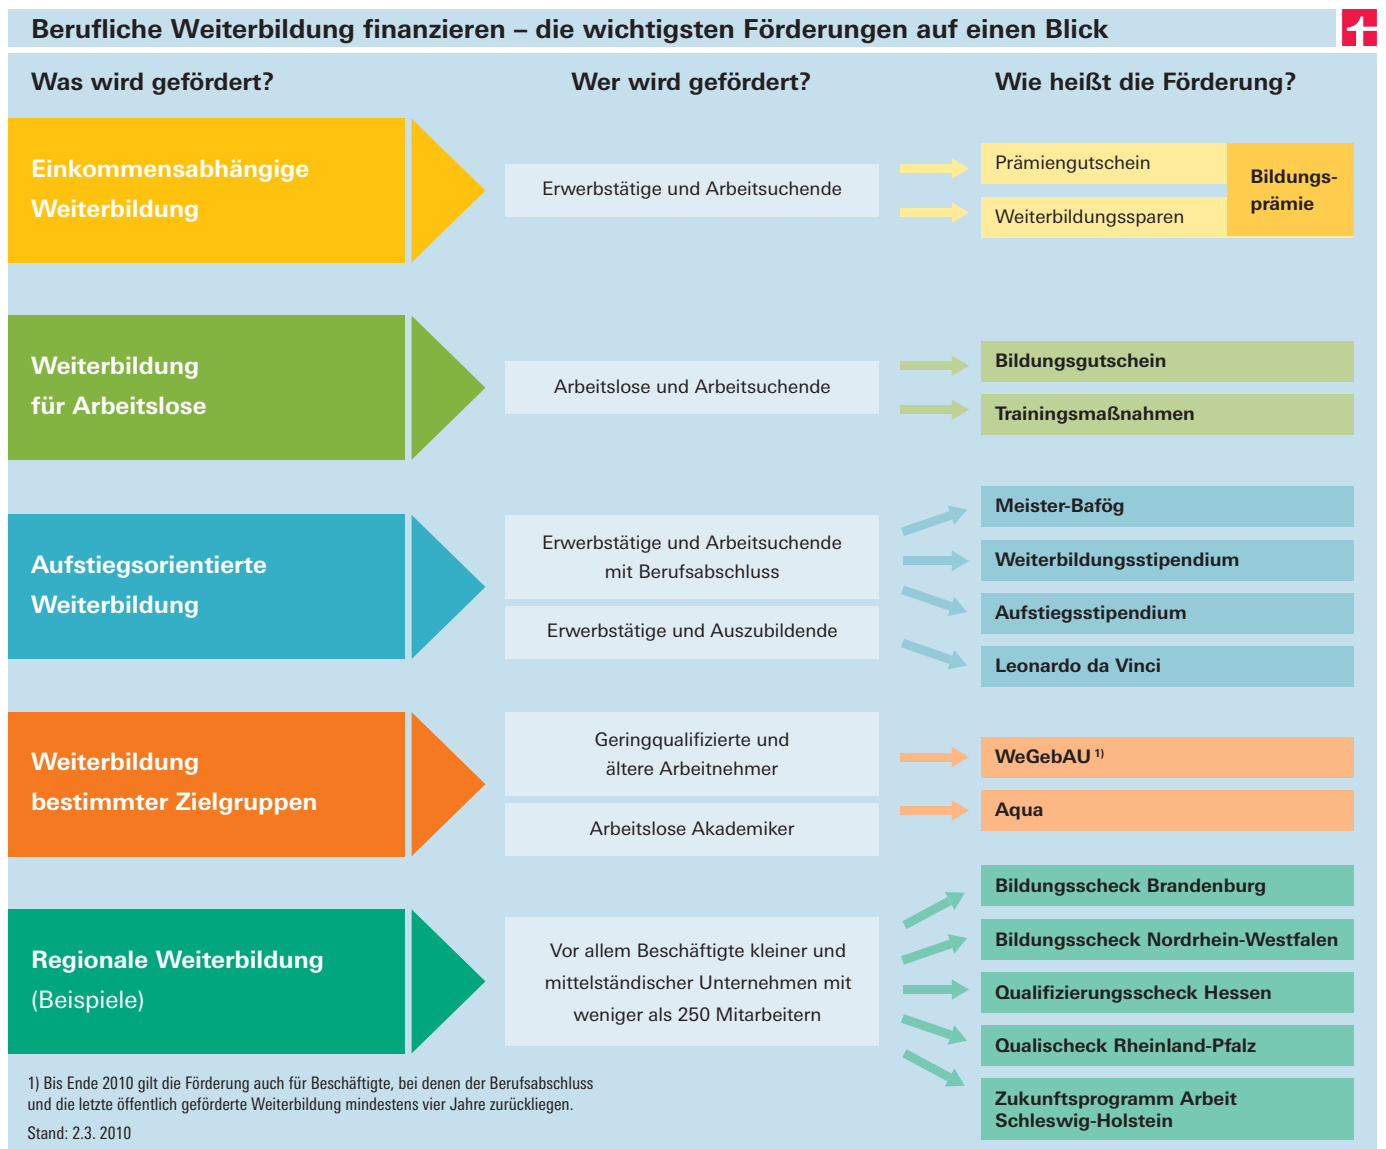 Berufliche Weiterbildung finanzieren – die wichtigsten Förderungen auf einen Blick
Was wird gefördert?
Wer wird gefördert?
Wie heißt die Förderung?
Einkommensabhängige
Weiterbildung
Erwerbstätige und Arbeitsuchende
Prämiengutschein
Weiterbildungssparen
Bildungs-
prämie
Weiterbildung
für Arbeitslose
Arbeitslose und Arbeitsuchende
Bildungsgutschein
Trainingsmaßnahmen
Aufstiegsorientierte
Weiterbildung
Erwerbstätige und Arbeitsuchende
mit Berufsabschluss
Erwerbstätige und Auszubildende
Meister-Bafög
Weiterbildungsstipendium
Aufstiegsstipendium
Leonardo da Vinci
Weiterbildung
bestimmter Zielgruppen
Geringqualifizierte und
ältere Arbeitnehmer
Arbeitslose Akademiker
WeGebAU 1)
Aqua
Regionale Weiterbildung
(Beispiele)
Vor allem Beschäftigte kleiner und
mittelständischer Unternehmen mit
weniger als 250 Mitarbeitern
Bildungsscheck Brandenburg
Bildungsscheck Nordrhein-Westfalen
Qualifizierungsscheck Hessen
Qualischeck Rheinland-Pfalz
Zukunftsprogramm Arbeit
Schleswig-Holstein
1) Bis Ende 2010 gilt die Förderung auch für Beschäftigte, bei denen der Berufsabschluss
und die letzte öffentlich geförderte Weiterbildung mindestens vier Jahre zurückliegen.
Stand: 2.3. 2010